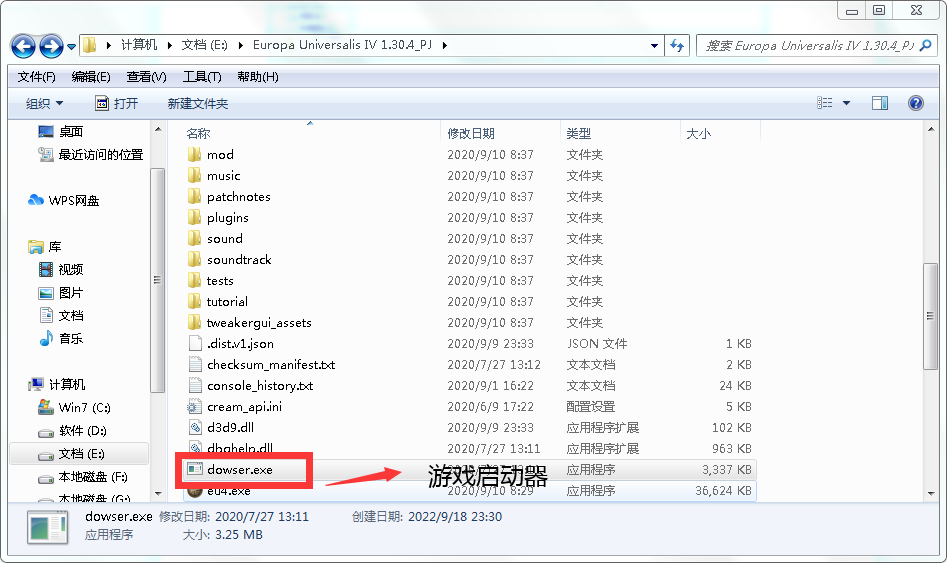 计算机 文档 (E:) Europa Universalis IV 1.30.4_PJ
搜索 Europa Universalis IV 1.30.4_PJ
文件(F) 编辑(E) 查看(V) 工具(T) 帮助(H)
组织 打开 新建文件夹
桌面
最近访问的位置
WPS网盘
库
视频
图片
文档
音乐
计算机
Win7 (C:)
软件 (D:)
文档 (E:)
本地磁盘 (F:)
本地磁盘 (G:)
名称 修改日期 类型 大小
mod 2020/9/10 8:37 文件夹
music 2020/9/10 8:37 文件夹
patchnotes 2020/9/10 8:37 文件夹
plugins 2020/9/10 8:37 文件夹
sound 2020/9/10 8:37 文件夹
soundtrack 2020/9/10 8:37 文件夹
tests 2020/9/10 8:37 文件夹
tutorial 2020/9/10 8:37 文件夹
tweakergui_assets 2020/9/10 8:37 文件夹
.dist.v1.json 2020/9/9 23:33 JSON 文件 1 KB
checksum_manifest.txt 2020/7/27 13:12 文本文档 2 KB
console_history.txt 2020/9/1 16:22 文本文档 24 KB
cream_api.ini 2020/6/9 17:22 配置设置 5 KB
d3d9.dll 2020/9/9 23:33 应用程序扩展 102 KB
dbghelp.dll 2020/7/27 13:11 应用程序扩展 963 KB
dowser.exe 应用程序 3,337 KB
游戏启动器
eu4.exe 2020/9/10 8:29 应用程序 36,624 KB
dowser.exe 修改日期: 2020/7/27 13:11 创建日期: 2022/9/18 23:30
应用程序 大小: 3.25 MB